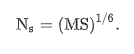 Nₛ = (MS)^{1/6}.